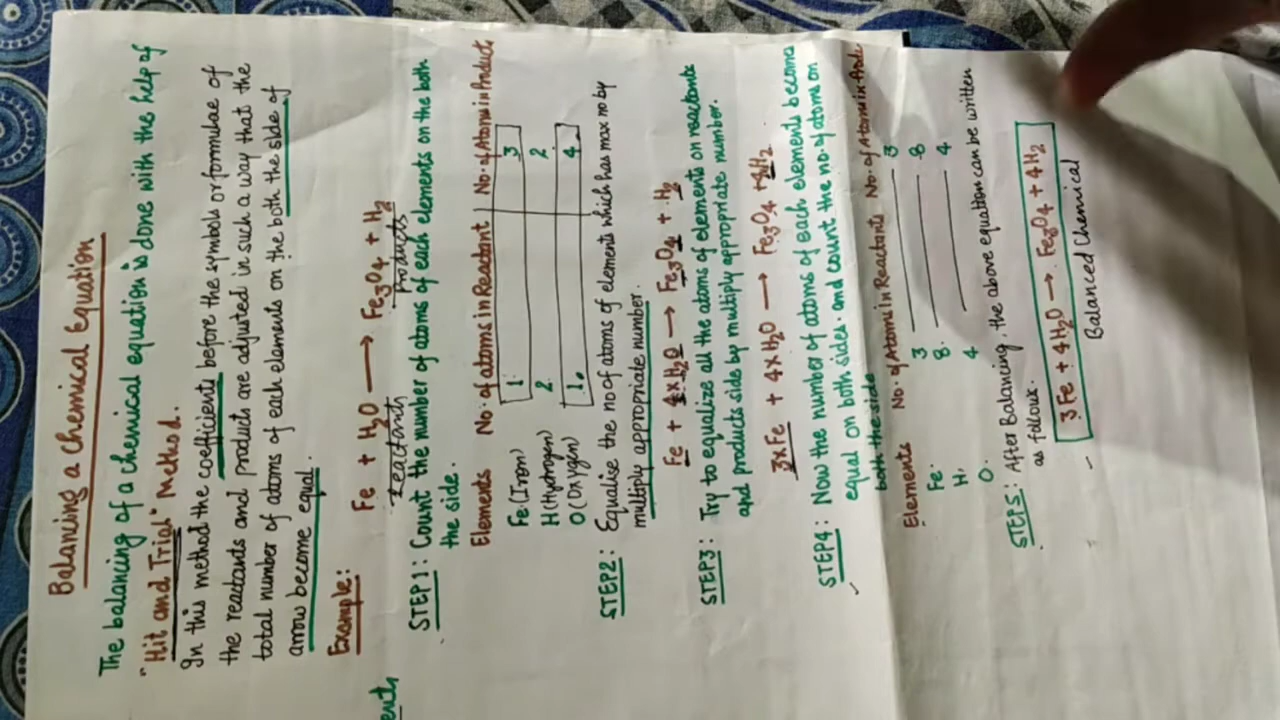 Balancing a Chemical Equation
The balancing of a chemical equation is done with the help of
"Hit and Trial" Method.
In this method the coefficients before the symbols or formulae of
the reactants and product are adjusted in such a way that the
total number of atoms of each elements on the both the side of
arrow become equal.
Example:
Fe + H2O → Fe3O4 + H2
reactants products
STEP 1: Count the number of atoms of each elements on the both
the side.
Elements No. of atoms in Reactant No. of Atoms in Product
Fe (Iron) 1 3
H (Hydrogen) 2 2
O (Oxygen) 1 4
STEP2: Equalise the no of atoms of elements which has max no by
multiply appropriate number.
Fe + 4×H2O → Fe3O4 + H2
STEP3: Try to equalize all the atoms of elements on reactants
and products side by multiply appropriate number.
3×Fe + 4×H2O → Fe3O4 + 4H2
STEP4: Now the number of atoms of each elements become
equal on both sides. and count the no. of atoms on
both the side
Elements No. of Atoms in Reactants No. of Atoms in Produ
Fe. 3 3
H. 8. 8
O. 4 4
STEP5: After Balancing, the above equation can be written
as follows.
3Fe + 4H2O → Fe3O4 + 4H2
Balanced Chemical
ents